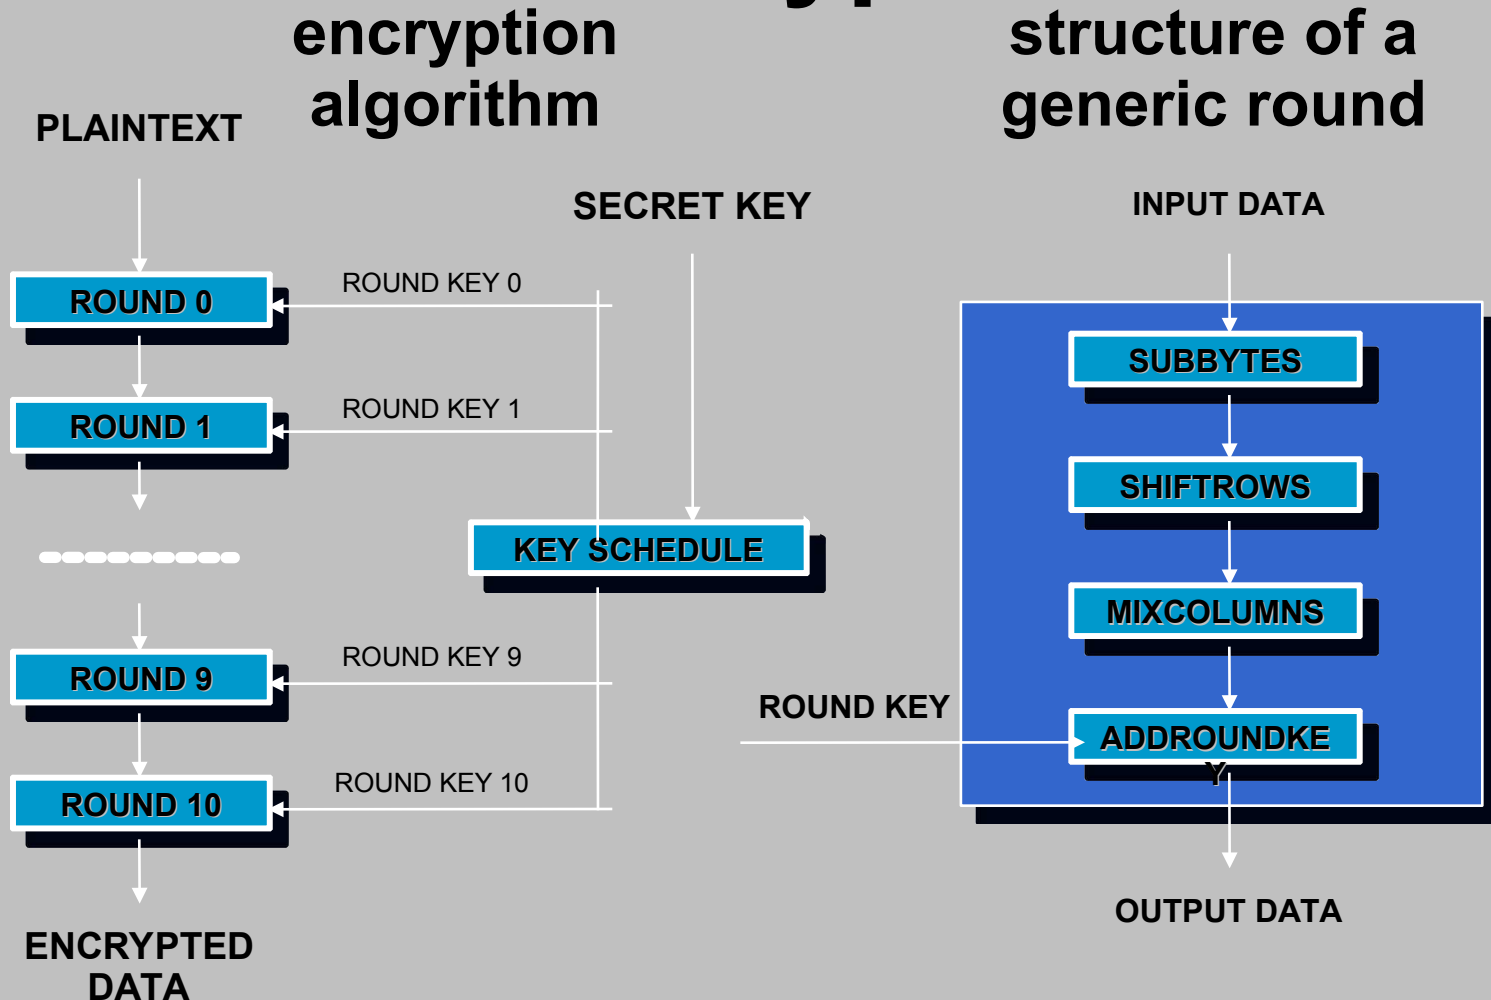 encryption
algorithm
structure of a
generic round
PLAINTEXT
SECRET KEY
INPUT DATA
ROUND 0
ROUND KEY 0
ROUND 1
ROUND KEY 1
KEY SCHEDULE
ROUND 9
ROUND KEY 9
ROUND 10
ROUND KEY 10
ENCRYPTED
DATA
SUBBYTES
SHIFTROWS
MIXCOLUMNS
ROUND KEY
ADDROUNDKE
Y
OUTPUT DATA